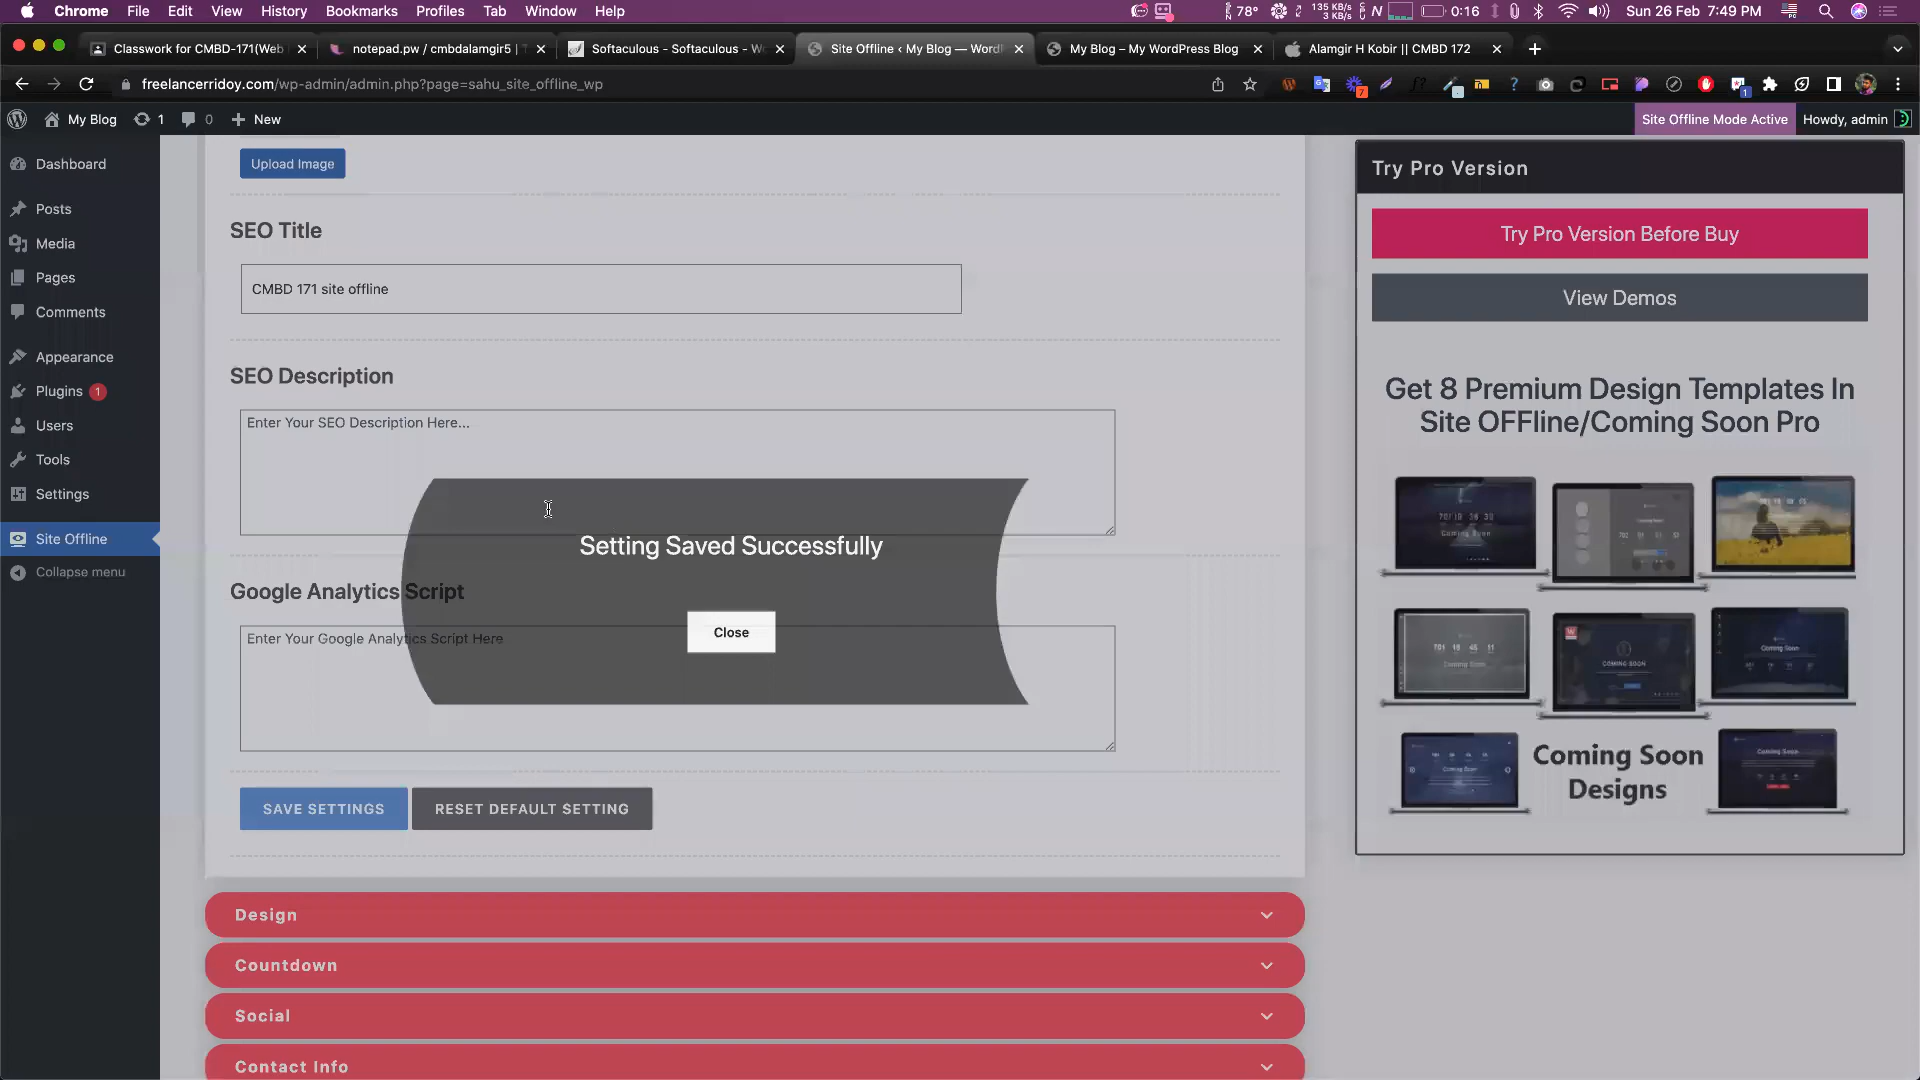 Chrome File Edit View History Bookmarks Profiles Tab Window Help
78° 135 KB/s 3 KB/s 0:16 Sun 26 Feb 7:49 PM
Classwork for CMBD-171(Web
notepad.pw / cmbdalamgir5 | T
Softaculous - Softaculous - Wo
Site Offline ‹ My Blog — Word
My Blog – My WordPress Blog
Alamgir H Kobir || CMBD 172
freelancerridoy.com/wp-admin/admin.php?page=sahu_site_offline_wp
My Blog 1 0 + New
Site Offline Mode Active Howdy, admin
Dashboard
Posts
Media
Pages
Comments
Appearance
Plugins 1
Users
Tools
Settings
Site Offline
Collapse menu
Upload Image
SEO Title
CMBD 171 site offline
SEO Description
Enter Your SEO Description Here...
Setting Saved Successfully
Close
Google Analytics Script
Enter Your Google Analytics Script Here
SAVE SETTINGS RESET DEFAULT SETTING
Design
Countdown
Social
Contact Info
Try Pro Version
Try Pro Version Before Buy
View Demos
Get 8 Premium Design Templates In
Site OFFline/Coming Soon Pro
Coming Soon
Designs